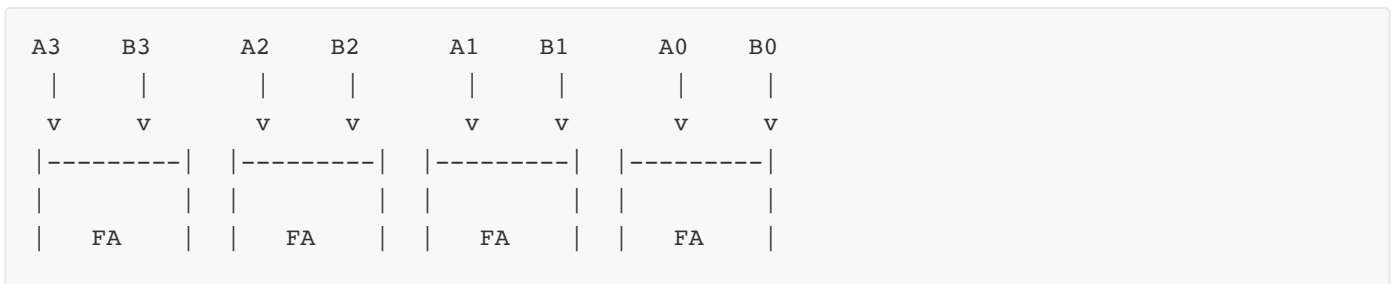 A3     B3       A2     B2       A1     B1       A0     B0
 |      |        |      |        |      |        |      |
 v      v        v      v        v      v        v      v
|---------|  |---------|  |---------|  |---------|
|         |  |         |  |         |  |         |
|   FA    |  |   FA    |  |   FA    |  |   FA    |